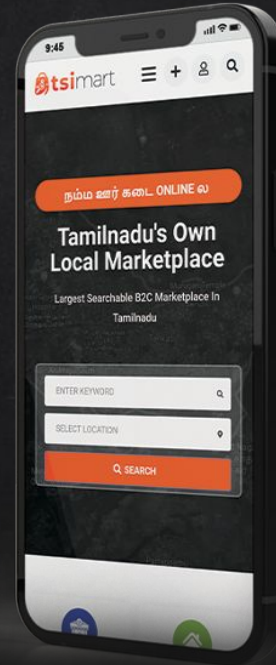 9:45
tsimart
நம்ம ஊர் கடை ONLINE ல
Tamilnadu's Own
Local Marketplace
Largest Searchable B2C Marketplace In
Tamilnadu
ENTER KEYWORD
SELECT LOCATION
SEARCH